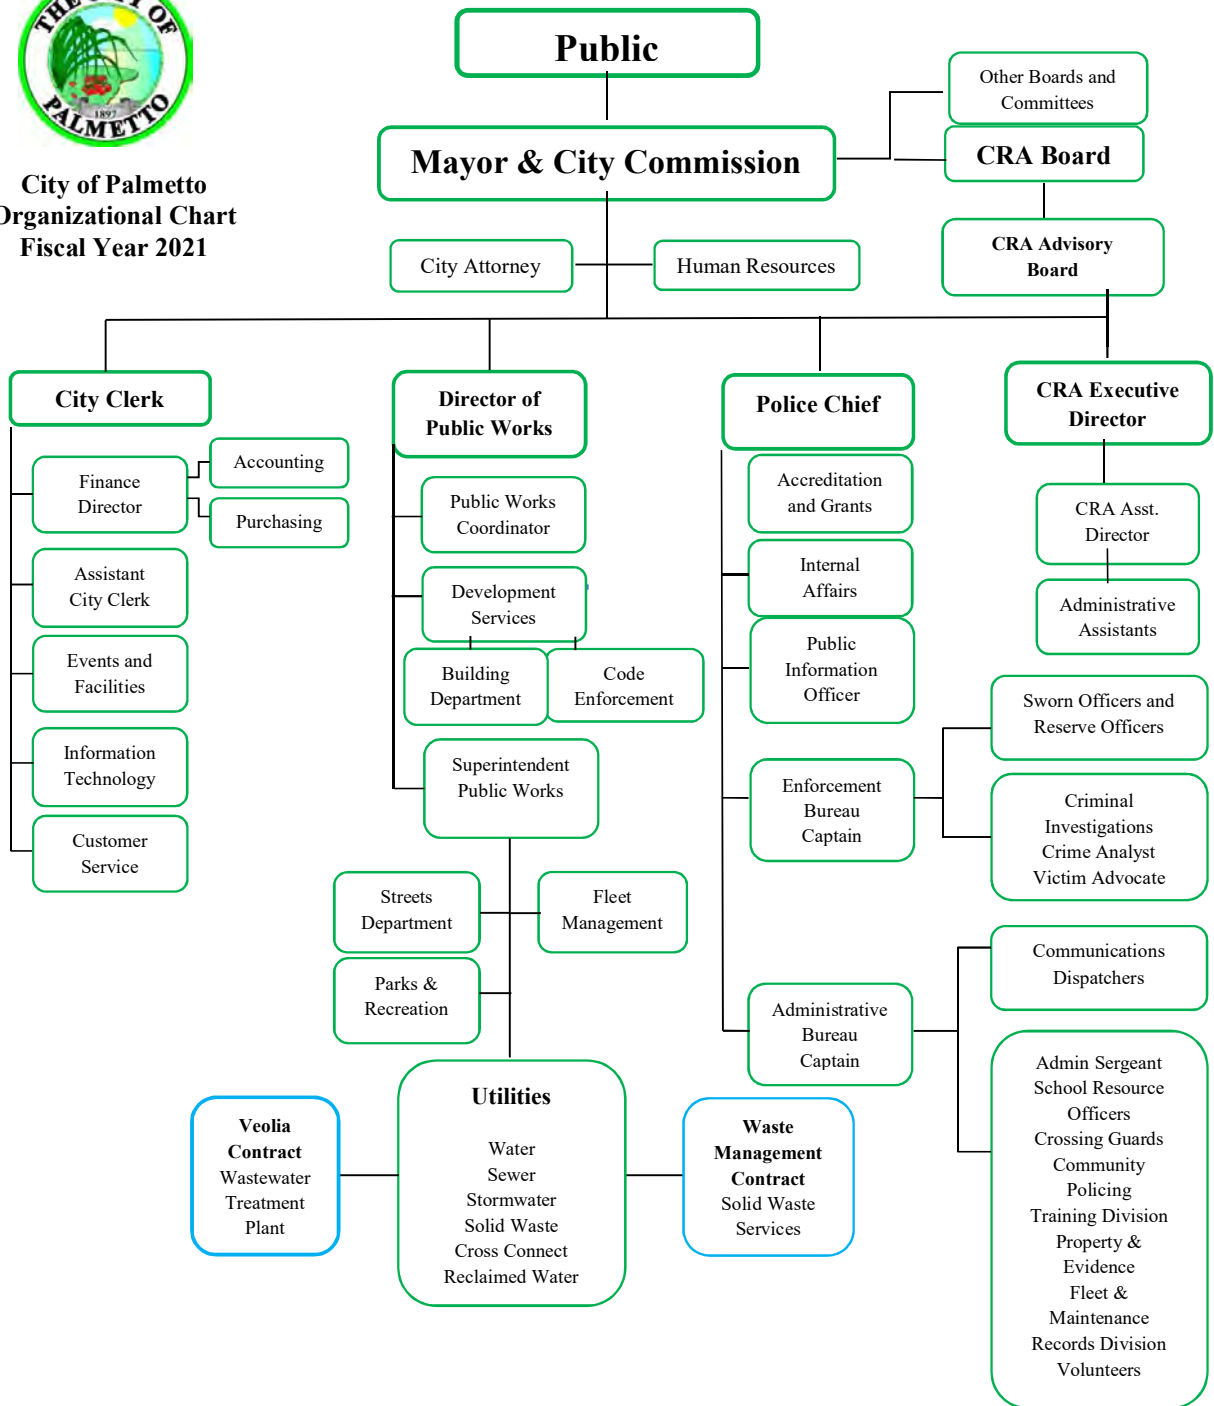 THE CITY OF
1897
PALMETTO
City of Palmetto
Organizational Chart
Fiscal Year 2021
Public
Mayor & City Commission
Other Boards and
Committees
CRA Board
CRA Advisory
Board
City Attorney
Human Resources
City Clerk
Finance
Director
Accounting
Purchasing
Assistant
City Clerk
Events and
Facilities
Information
Technology
Customer
Service
Director of
Public Works
Public Works
Coordinator
Development
Services
Building
Department
Code
Enforcement
Superintendent
Public Works
Streets
Department
Fleet
Management
Parks &
Recreation
Utilities
Water
Sewer
Stormwater
Solid Waste
Cross Connect
Reclaimed Water
Veolia
Contract
Wastewater
Treatment
Plant
Waste
Management
Contract
Solid Waste
Services
Police Chief
Accreditation
and Grants
Internal
Affairs
Public
Information
Officer
Enforcement
Bureau
Captain
Sworn Officers and
Reserve Officers
Criminal
Investigations
Crime Analyst
Victim Advocate
Administrative
Bureau
Captain
Communications
Dispatchers
Admin Sergeant
School Resource
Officers
Crossing Guards
Community
Policing
Training Division
Property &
Evidence
Fleet &
Maintenance
Records Division
Volunteers
CRA Executive
Director
CRA Asst.
Director
Administrative
Assistants